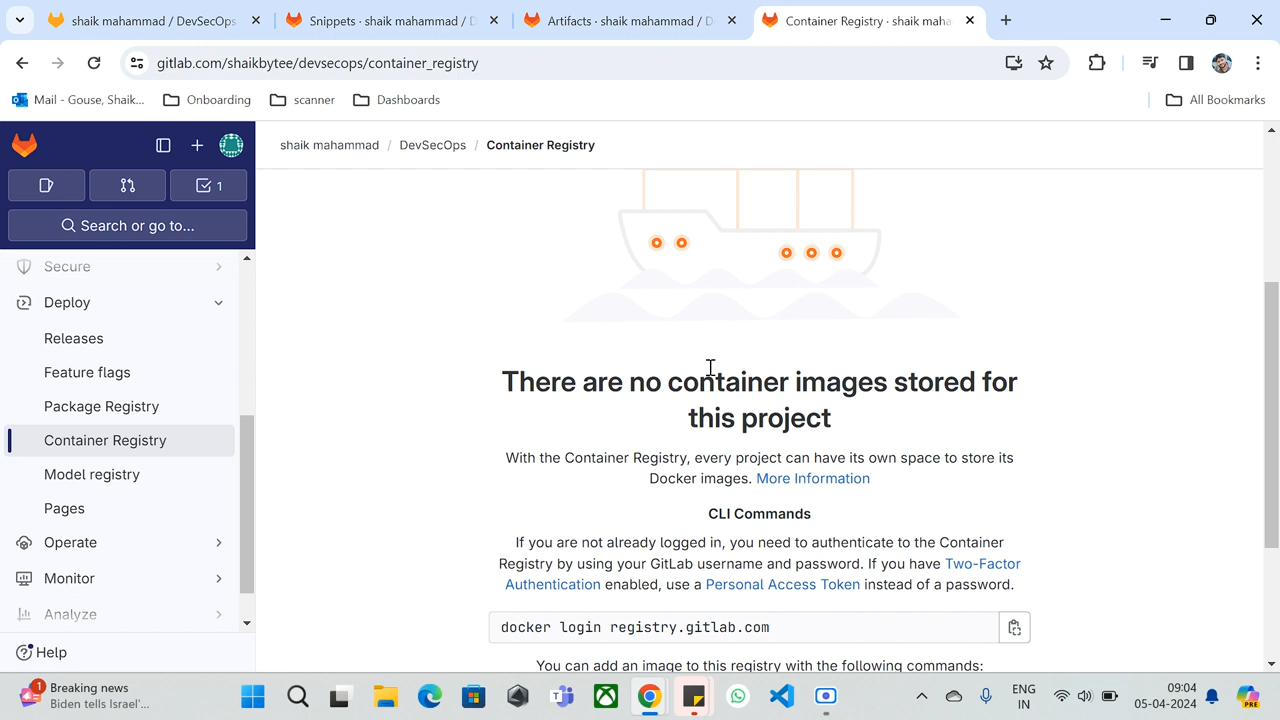 shaik mahammad / DevSecOps
Snippets · shaik mahammad / D
Artifacts · shaik mahammad / D
Container Registry · shaik maha
gitlab.com/shaikbytee/devsecops/container_registry
Mail - Gouse, Shaik...
Onboarding
scanner
Dashboards
All Bookmarks
1
Search or go to...
Secure
Deploy
Releases
Feature flags
Package Registry
Container Registry
Model registry
Pages
Operate
Monitor
Analyze
Help
shaik mahammad / DevSecOps / Container Registry
There are no container images stored for
this project
With the Container Registry, every project can have its own space to store its
Docker images. More Information
CLI Commands
If you are not already logged in, you need to authenticate to the Container
Registry by using your GitLab username and password. If you have Two-Factor
Authentication enabled, use a Personal Access Token instead of a password.
docker login registry.gitlab.com
You can add an image to this registry with the following commands:
1
Breaking news
Biden tells Israel'...
ENG
IN
09:04
05-04-2024
PRE